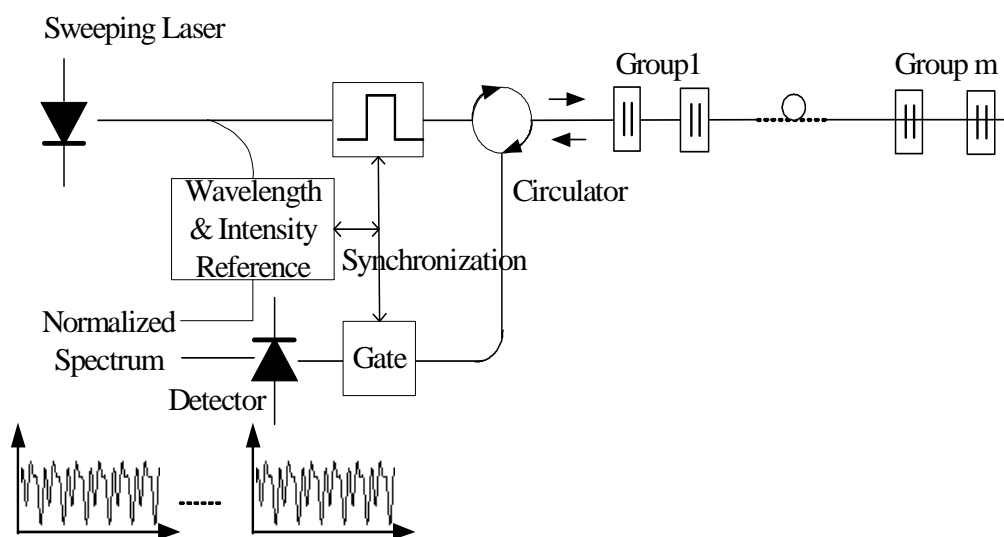 Sweeping Laser
Group1
Group m
Wavelength
& Intensity
Reference
Circulator
Synchronization
Normalized
Spectrum
Gate
Detector